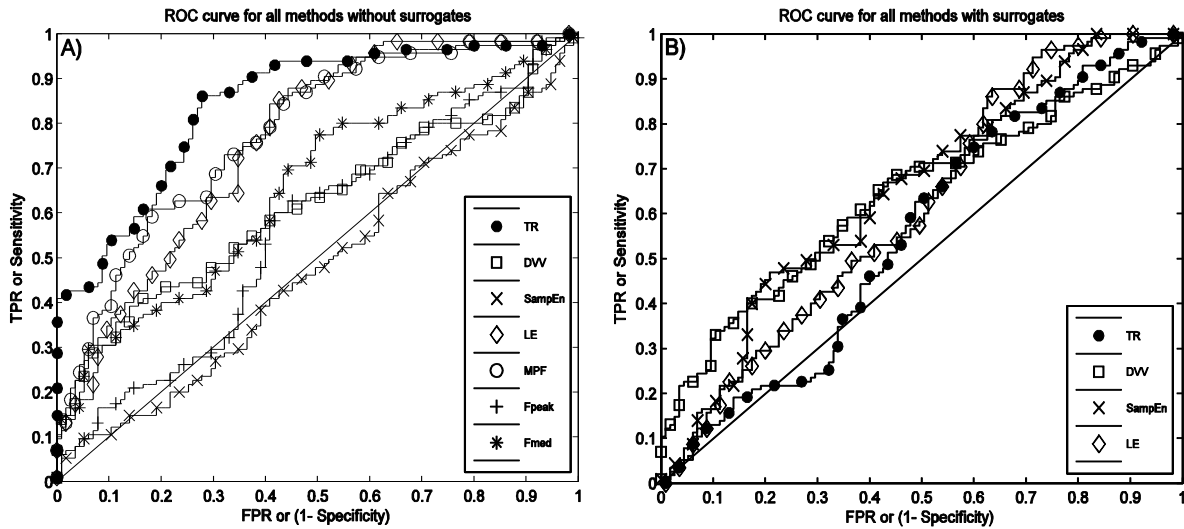 ROC curve for all methods without surrogates
A)
TPR or Sensitivity
1
0.9
0.8
0.7
0.6
0.5
0.4
0.3
0.2
0.1
0
TR
DVV
SampEn
LE
MPF
Fpeak
Fmed
0 0.1 0.2 0.3 0.4 0.5 0.6 0.7 0.8 0.9 1
FPR or (1- Specificity)
ROC curve for all methods with surrogates
B)
TPR or Sensitivity
1
0.9
0.8
0.7
0.6
0.5
0.4
0.3
0.2
0.1
0
TR
DVV
SampEn
LE
0 0.1 0.2 0.3 0.4 0.5 0.6 0.7 0.8 0.9 1
FPR or (1- Specificity)